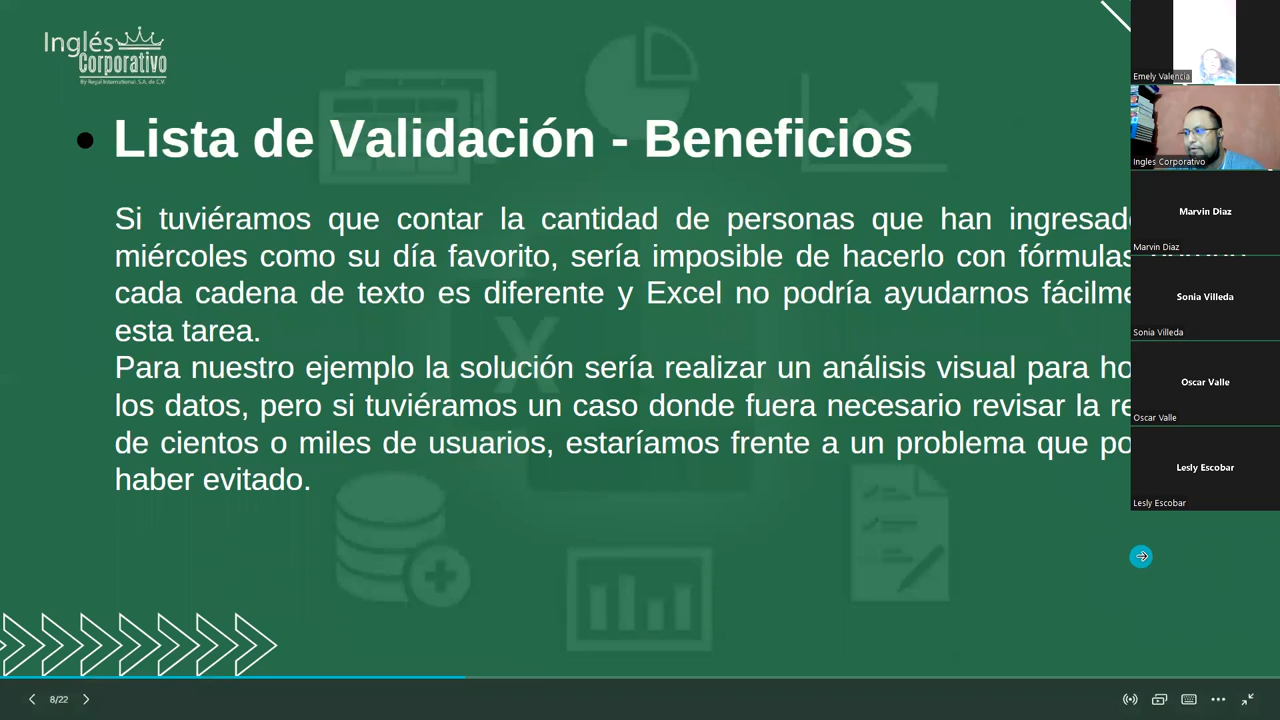 Inglés
Corporativo
By Regal International, S.A. de C.V.
• Lista de Validación - Beneficios
Si tuviéramos que contar la cantidad de personas que han
miércoles como su día favorito, sería imposible de hacerlo con fórmulas
cada cadena de texto es diferente y Excel no podría ayudarnos
esta tarea.
Para nuestro ejemplo la solución sería realizar un análisis visual para
los datos, pero si tuviéramos un caso donde fuera necesario revisar la
de cientos o miles de usuarios, estaríamos frente a un problema que
haber evitado.
8/22
Emely Valencia
Ingles Corporativo
Marvin Diaz
Marvin Diaz
Sonia Villeda
Sonia Villeda
Oscar Valle
Oscar Valle
Lesly Escobar
Lesly Escobar